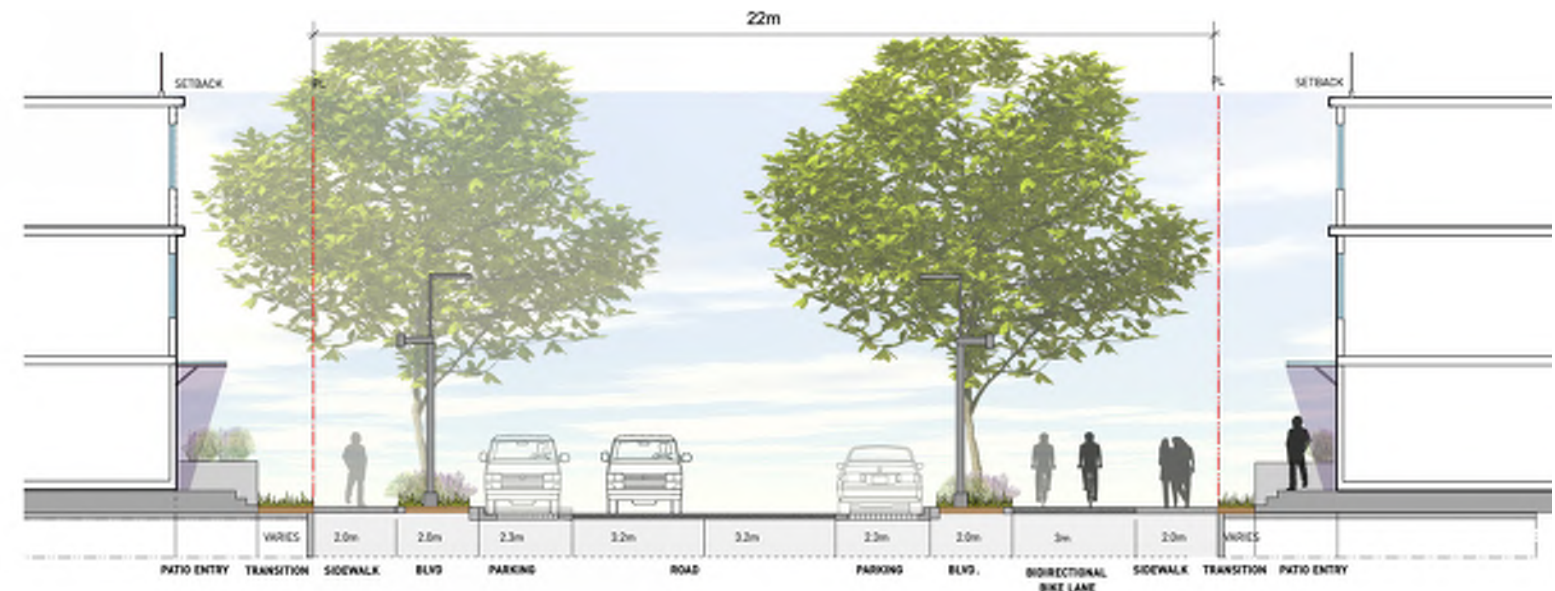 22m
SETBACK
PL
PL
SETBACK
VARIES
2.0m
2.0m
2.3m
3.2m
3.2m
2.3m
2.0m
3m
2.0m
VARIES
PATIO ENTRY
TRANSITION
SIDEWALK
BLVD
PARKING
ROAD
PARKING
BLVD.
BIDIRECTIONAL
BIKE LANE
SIDEWALK
TRANSITION
PATIO ENTRY